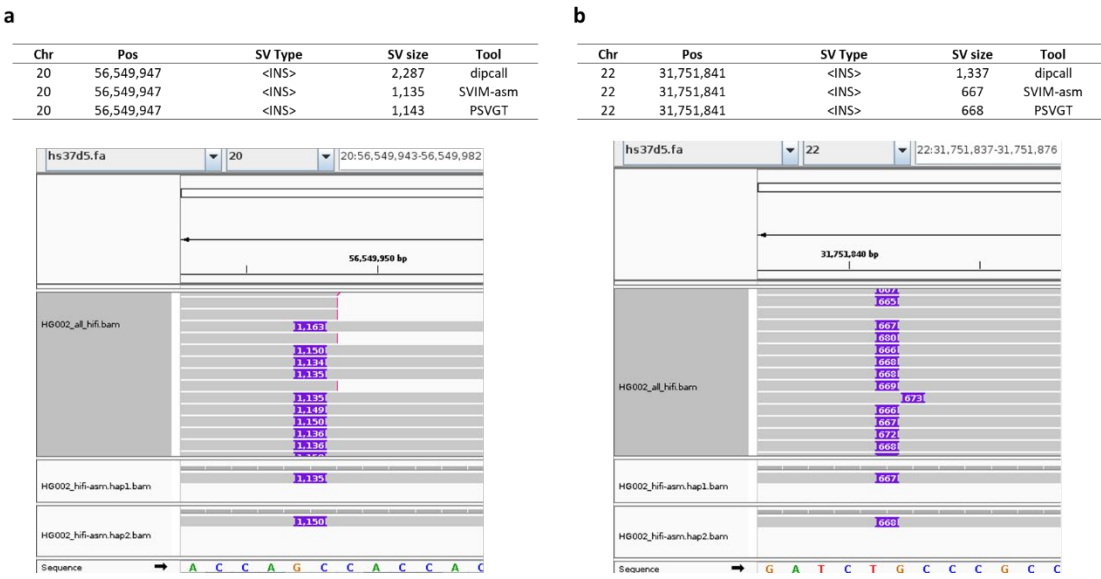 a
Chr Pos SV Type SV size Tool
20 56,549,947 <INS> 2,287 dipcall
20 56,549,947 <INS> 1,135 SVIM-asm
20 56,549,947 <INS> 1,143 PSVGT
hs37d5.fa 20 20:56,549,943-56,549,982
56,549,950 bp
HG002_all_hifi.bam
1,163
1,150
1,134
1,135
1,135
1,149
1,150
1,136
1,136
HG002_hifi-asm.hap1.bam
1,135
HG002_hifi-asm.hap2.bam
1,150
Sequence A C C A G C C A C C A C
b
Chr Pos SV Type SV size Tool
22 31,751,841 <INS> 1,337 dipcall
22 31,751,841 <INS> 667 SVIM-asm
22 31,751,841 <INS> 668 PSVGT
hs37d5.fa 22 22:31,751,837-31,751,876
31,751,840 bp
665
667
680
666
668
668
669
HG002_all_hifi.bam
673
666
667
672
668
HG002_hifi-asm.hap1.bam
667
HG002_hifi-asm.hap2.bam
668
Sequence G A T C T G C C C G C C